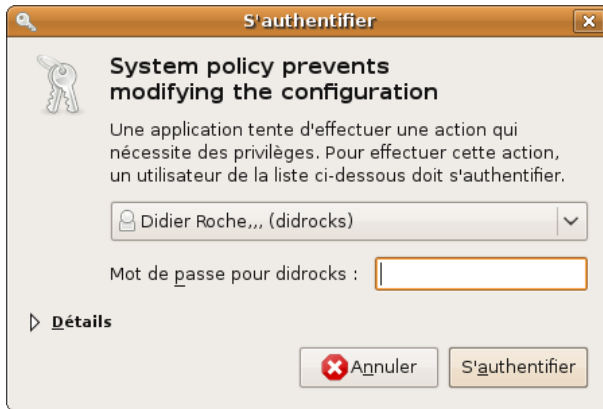 S'authentifier
System policy prevents
modifying the configuration
Une application tente d'effectuer une action qui
nécessite des privilèges. Pour effectuer cette action,
un utilisateur de la liste ci-dessous doit s'authentifier.
Didier Roche,,, (didrocks)
Mot de passe pour didrocks :
Détails
Annuler
S'authentifier